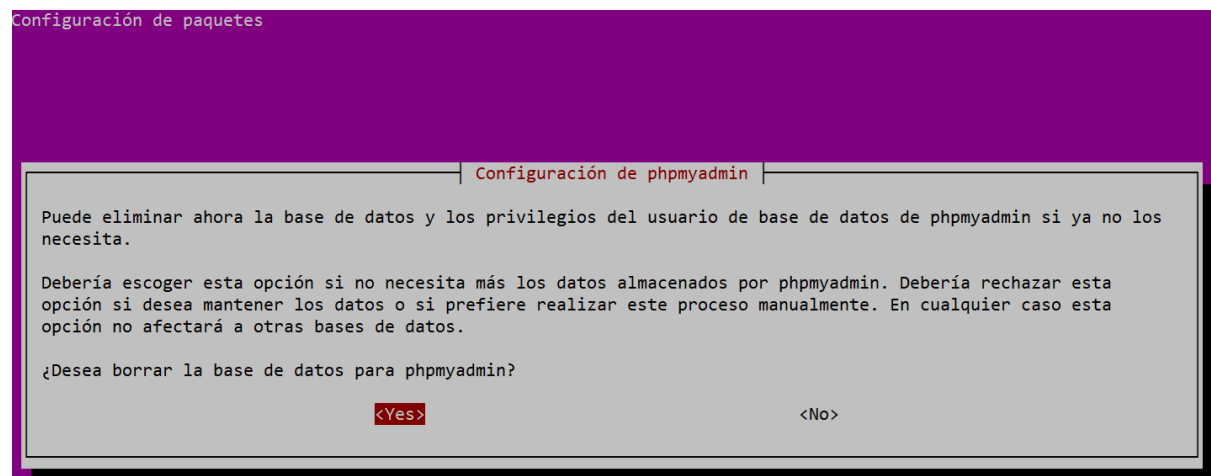 Configuración de paquetes
Configuración de phpmyadmin
Puede eliminar ahora la base de datos y los privilegios del usuario de base de datos de phpmyadmin si ya no los
necesita.
Debería escoger esta opción si no necesita más los datos almacenados por phpmyadmin. Debería rechazar esta
opción si desea mantener los datos o si prefiere realizar este proceso manualmente. En cualquier caso esta
opción no afectará a otras bases de datos.
¿Desea borrar la base de datos para phpmyadmin?
<Yes> <No>